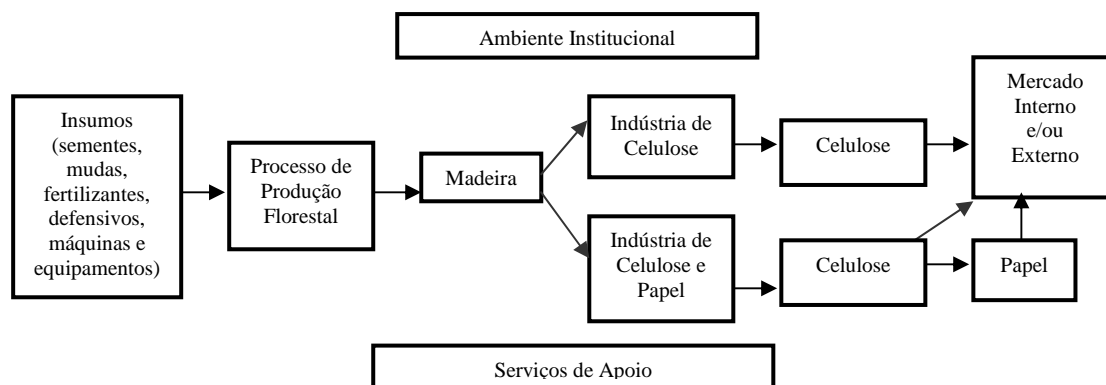 Ambiente Institucional
Insumos
(sementes,
mudas,
fertilizantes,
defensivos,
máquinas e
equipamentos)
Processo de
Produção
Florestal
Madeira
Indústria de
Celulose
Celulose
Mercado
Interno
e/ou
Externo
Indústria de
Celulose e
Papel
Celulose
Papel
Serviços de Apoio